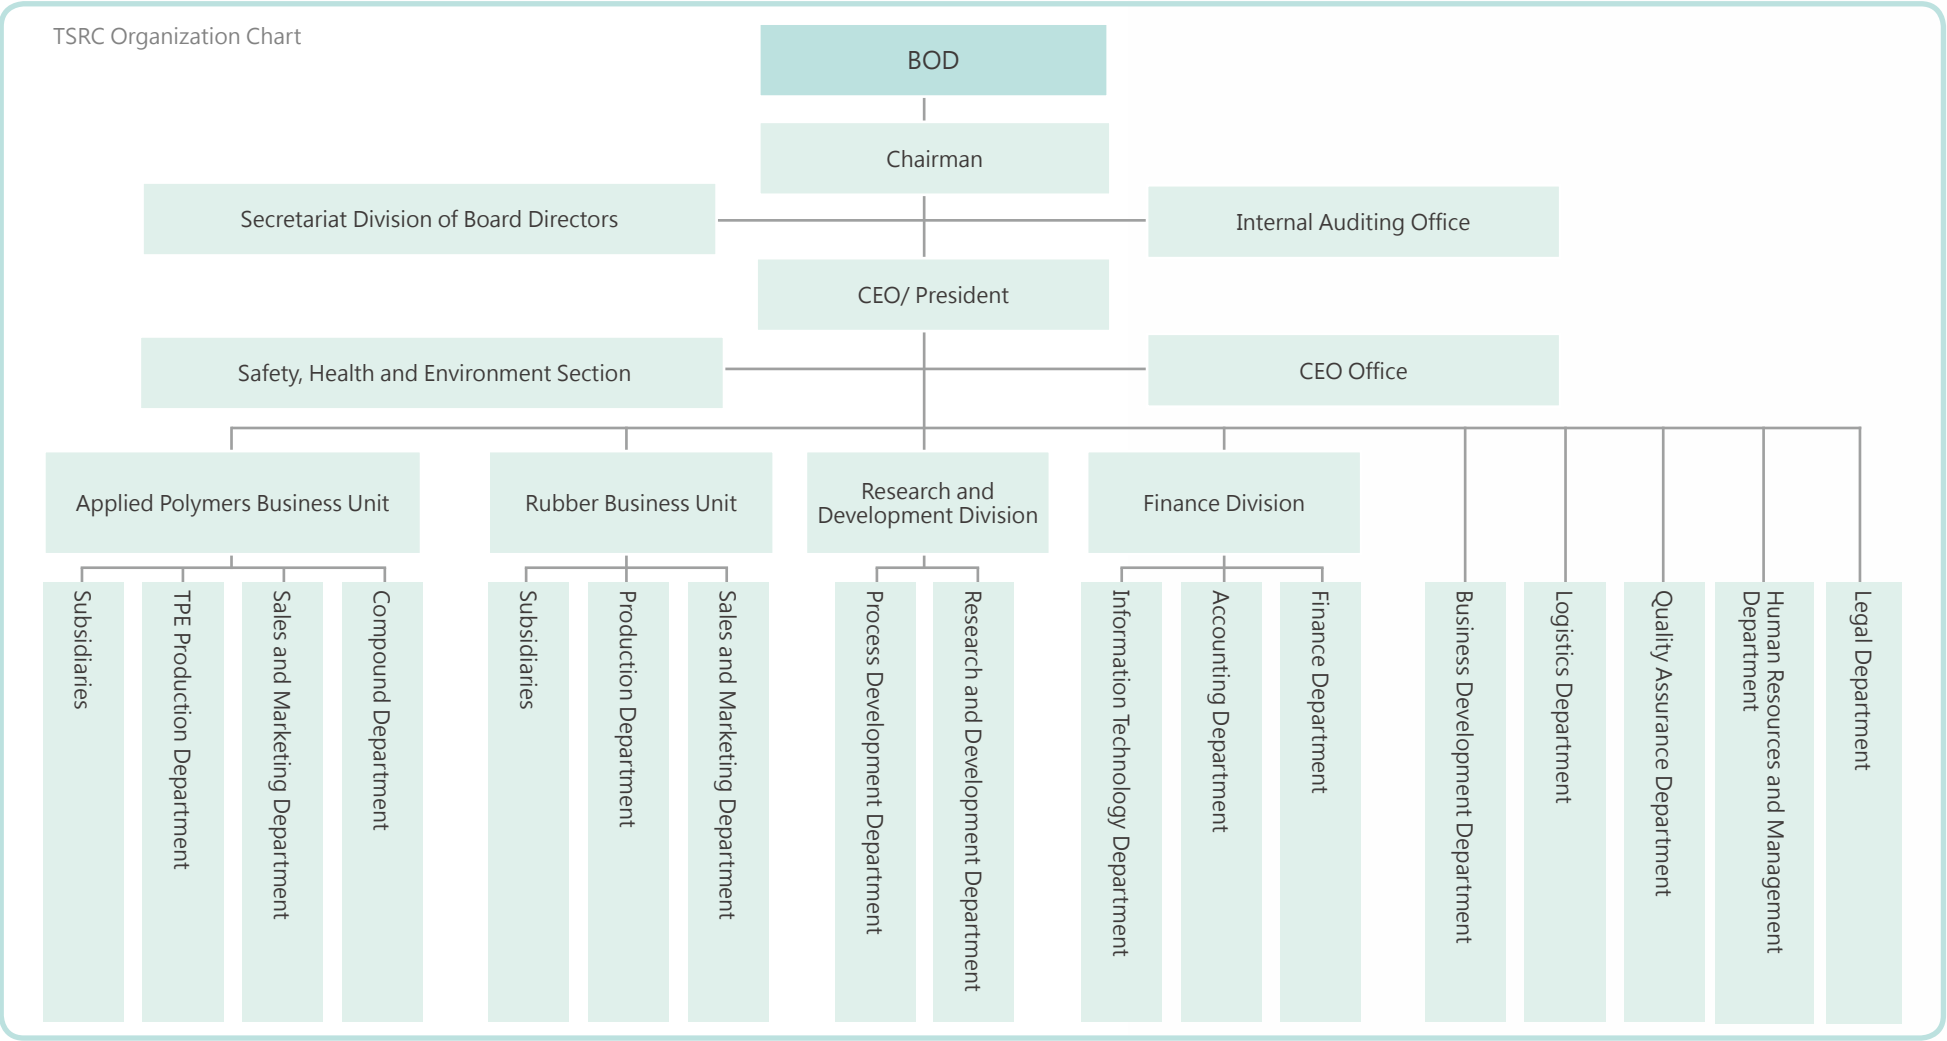 TSRC Organization Chart
BOD
Chairman
Secretariat Division of Board Directors
Internal Auditing Office
CEO/ President
Safety, Health and Environment Section
CEO Office
Applied Polymers Business Unit
Rubber Business Unit
Research and
Development Division
Finance Division
Subsidiaries
TPE Production Department
Sales and Marketing Department
Compound Department
Subsidiaries
Production Department
Sales and Marketing Department
Process Development Department
Research and Development Department
Information Technology Department
Accounting Department
Finance Department
Business Development Department
Logistics Department
Quality Assurance Department
Human Resources and Management
Department
Legal Department